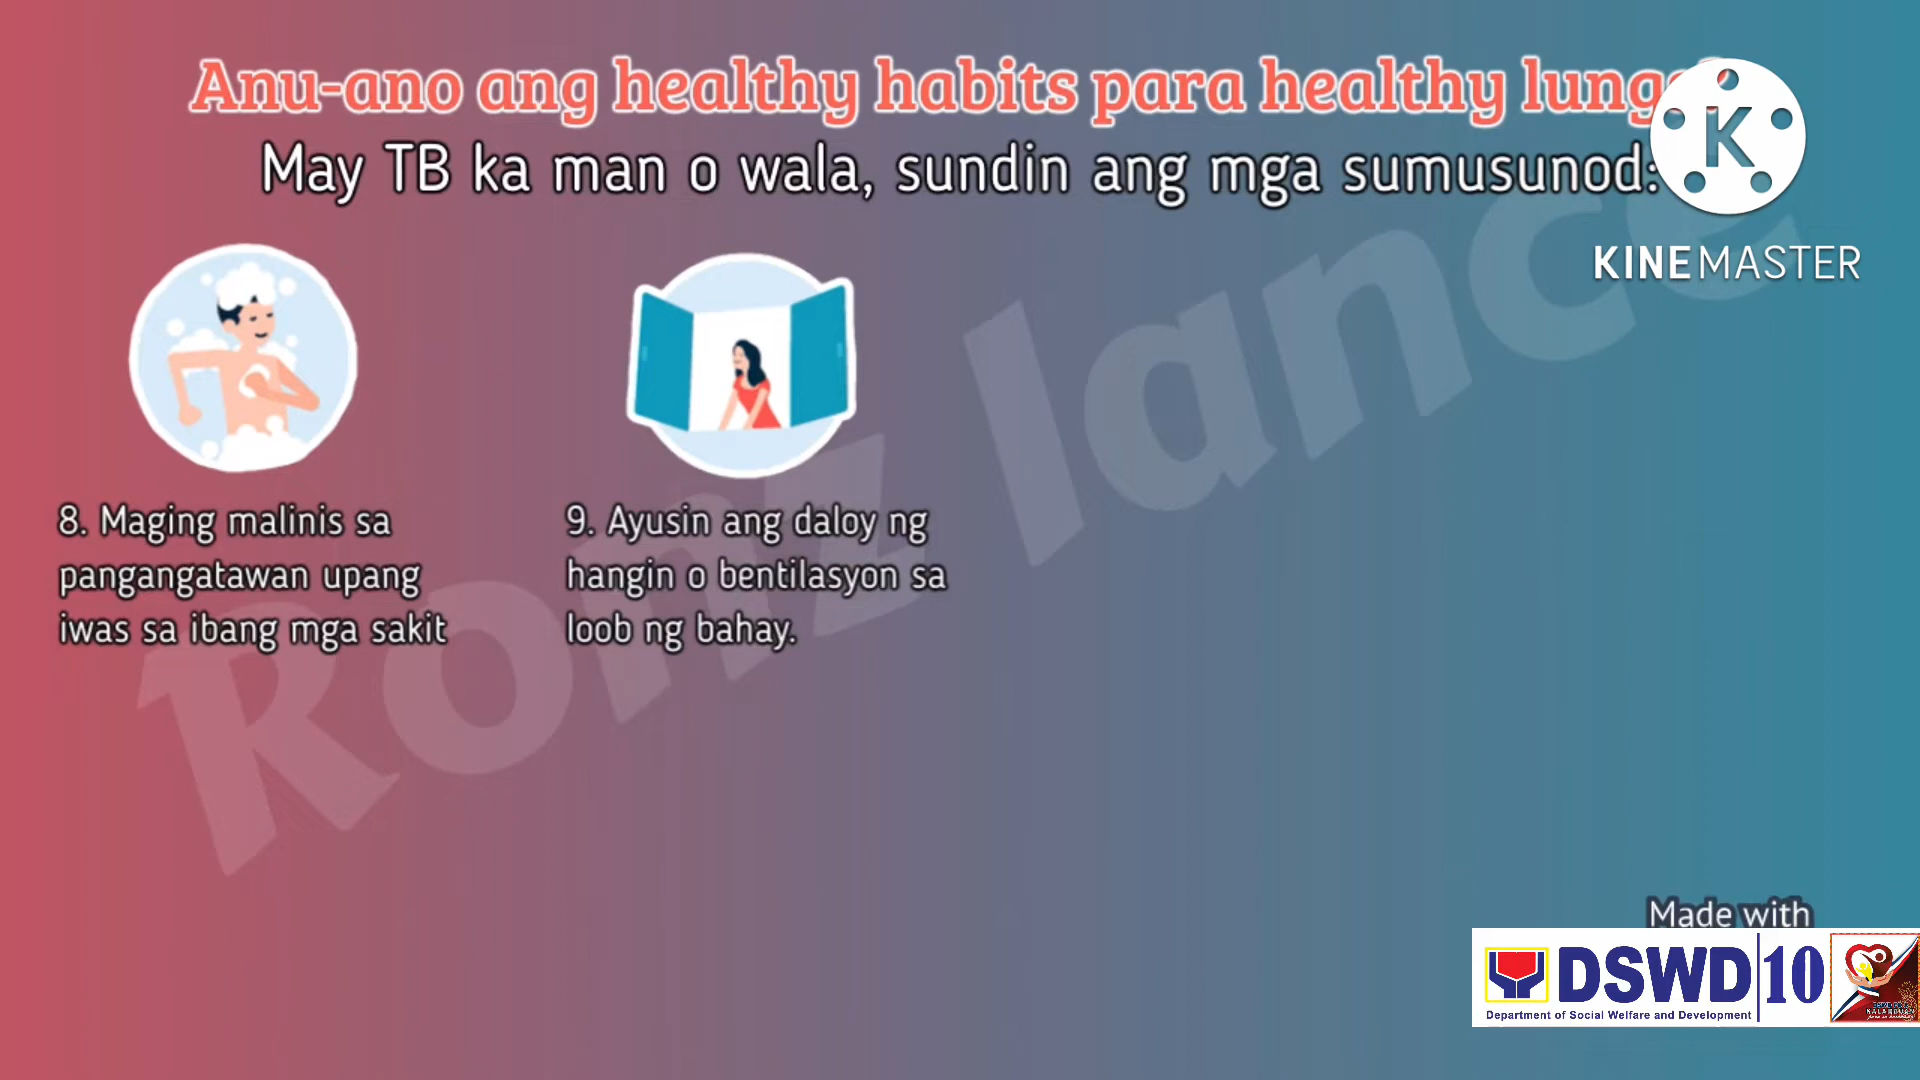 Anu-ano ang healthy habits para healthy lungs?
May TB ka man o wala, sundin ang mga sumusunod:
K
KINEMASTER
8. Maging malinis sa
pangangatawan upang
iwas sa ibang mga sakit
9. Ayusin ang daloy ng
hangin o bentilasyon sa
loob ng bahay.
Ronz lance
Made with
DSWD 10
Department of Social Welfare and Development